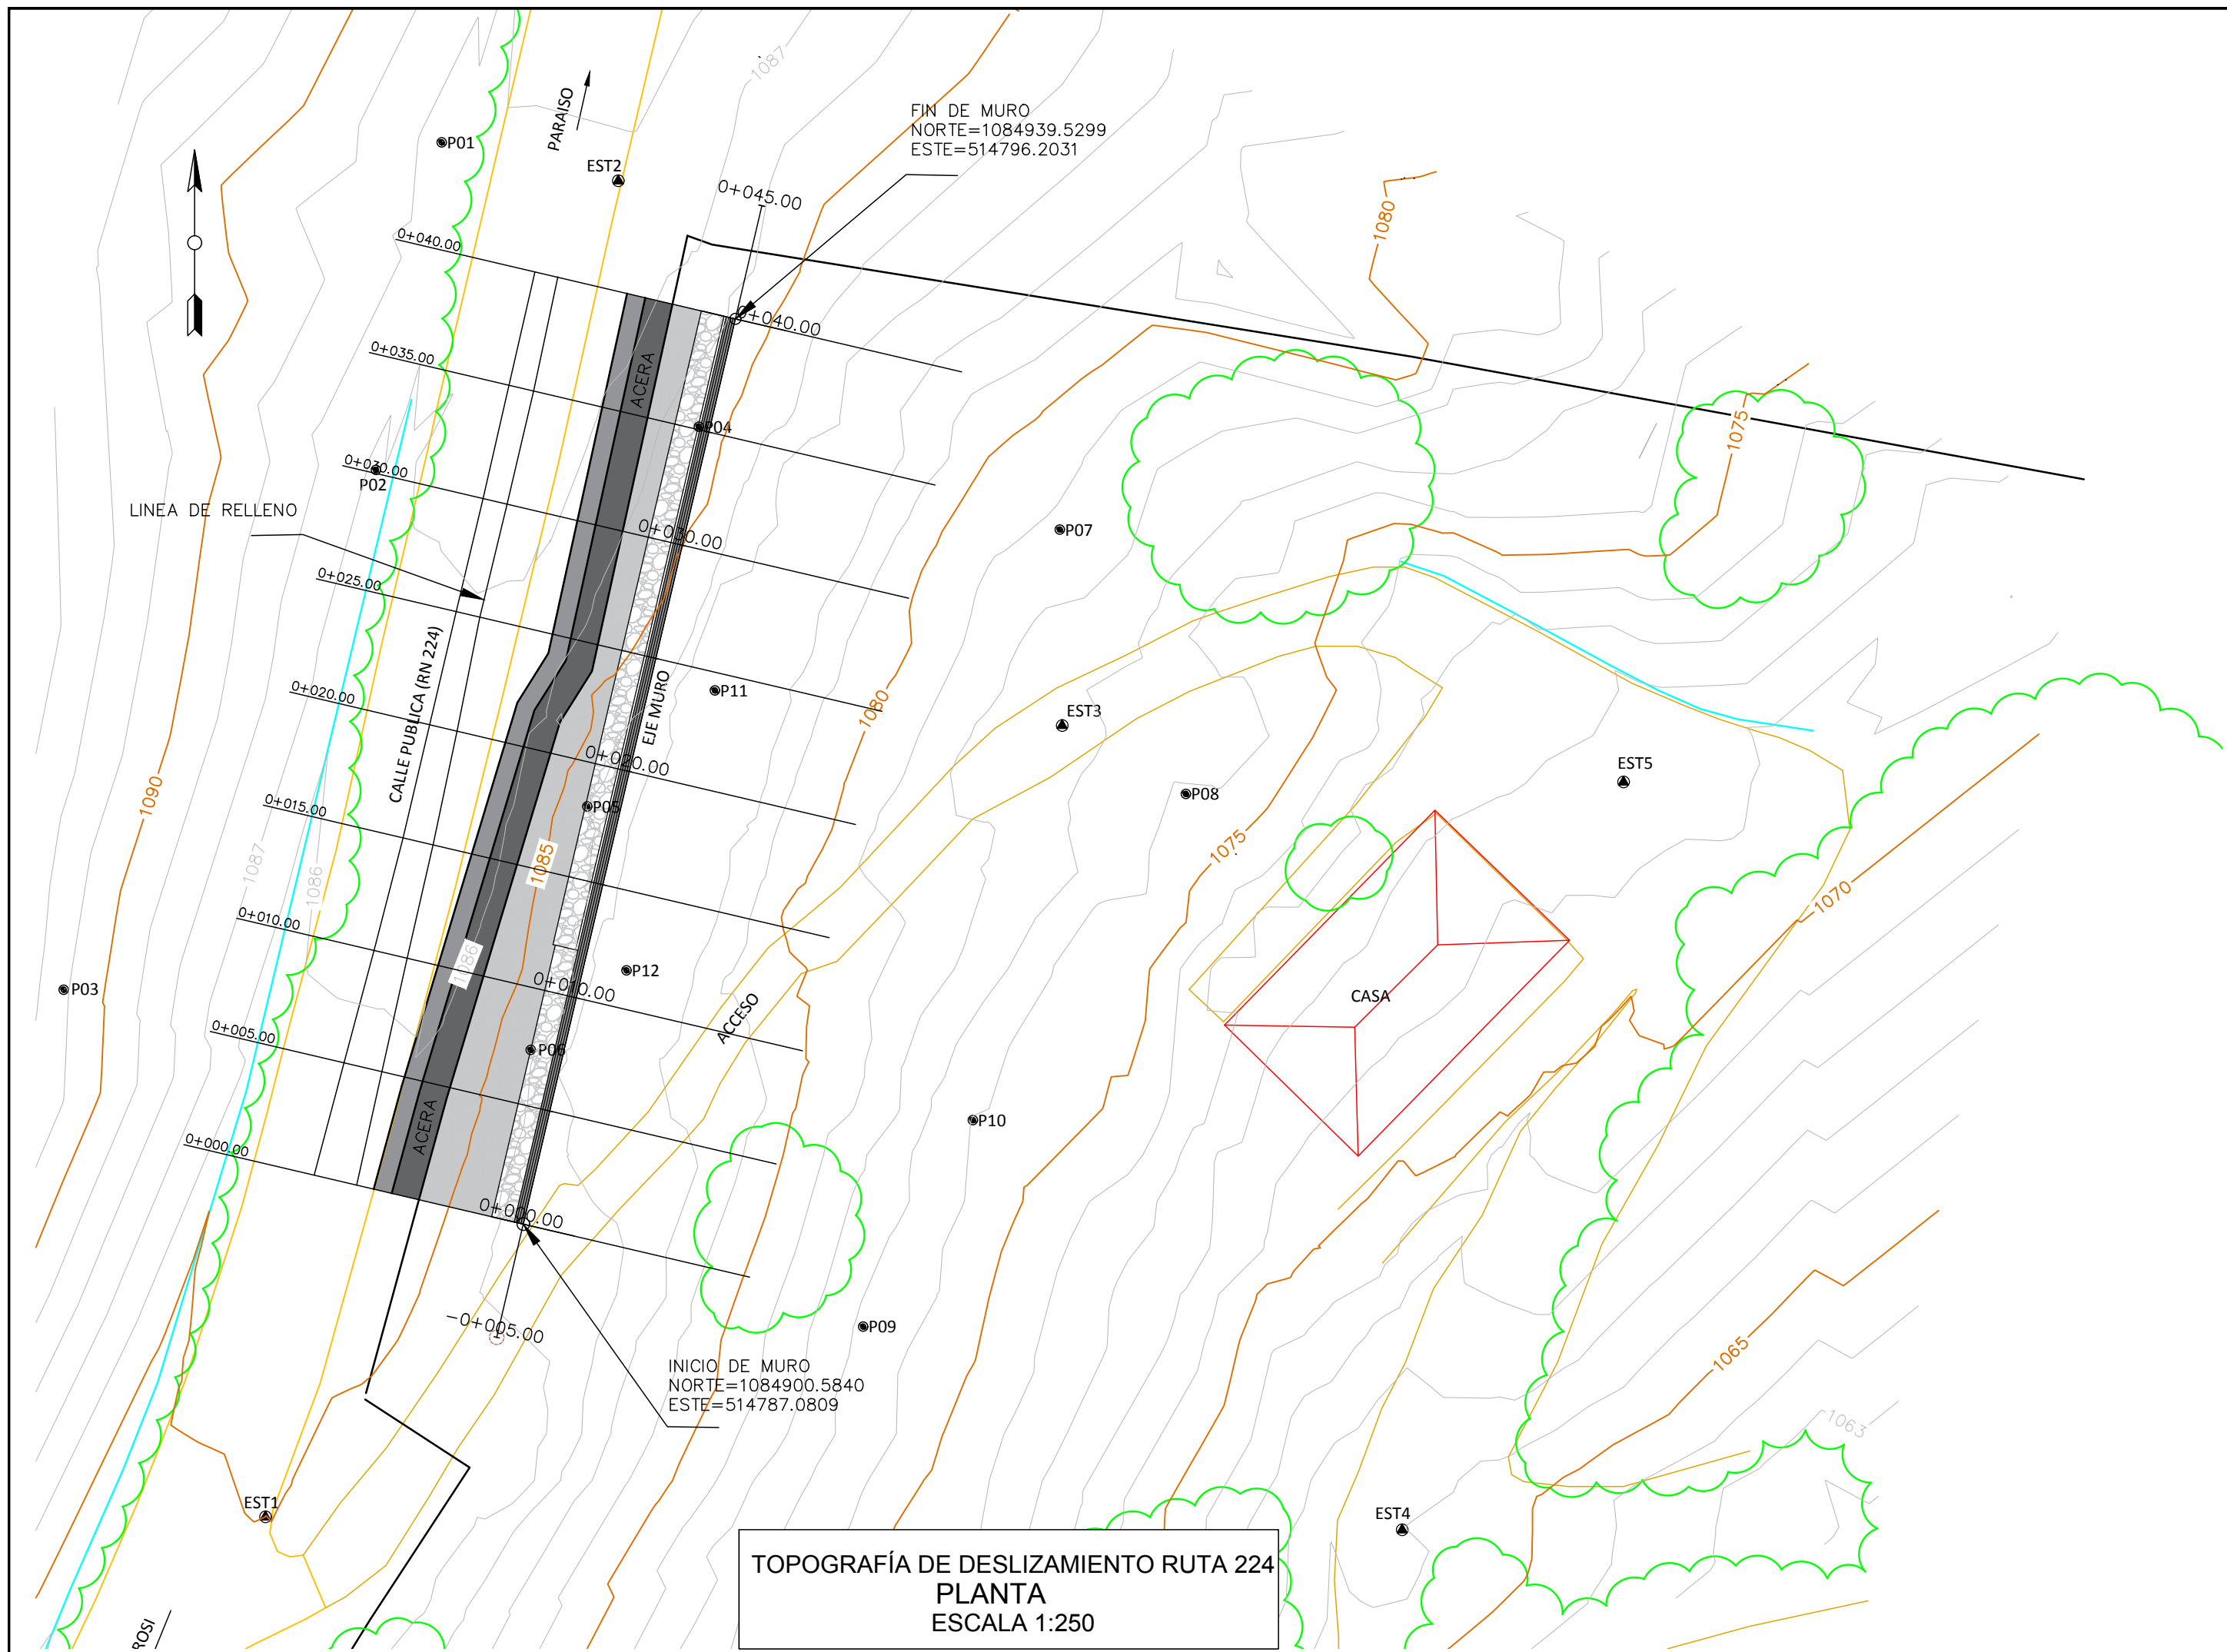 1087
FIN DE MURO
NORTE=1084939.5299
ESTE=514796.2031
PARAISO
P01
EST2
0+045.00
1080
0+040.00
0+040.00
0+035.00
ACERA
P04
1075
0+030.00
P02
LINEA DE RELLENO
0+030.00
P07
0+025.00
CALLE PUBLICA (RN 224)
0+020.00
EJE MURO
P11
1080
EST3
0+020.00
EST5
1090
0+015.00
P05
P08
1087
1086
1085
1075
1070
0+010.00
1086
P12
0+010.00
P03
CASA
ACCESO
0+005.00
P06
P10
ACERA
0+000.00
0+000.00
-0+005.00
P09
INICIO DE MURO
NORTE=1084900.5840
ESTE=514787.0809
1065
1063
EST1
EST4
TOPOGRAFÍA DE DESLIZAMIENTO RUTA 224
PLANTA
ESCALA 1:250
ROSI